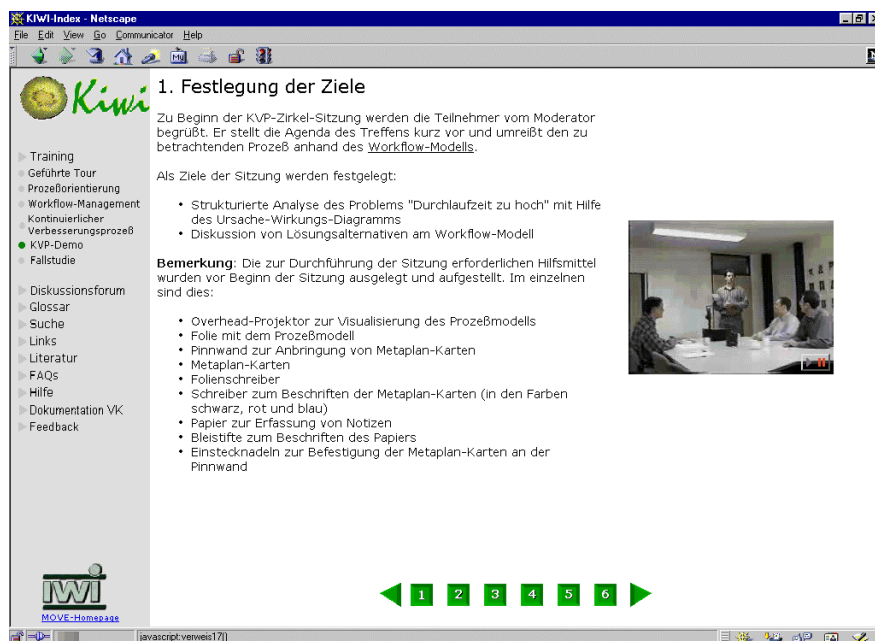 KIWI-Index - Netscape
File Edit View Go Communicator Help
Kiwi
Training
Geführte Tour
Prozeßorientierung
Workflow-Management
Kontinuierlicher
Verbesserungsprozeß
KVP-Demo
Fallstudie
Diskussionsforum
Glossar
Suche
Links
Literatur
FAQs
Hilfe
Dokumentation VK
Feedback
IWi
MOVE-Homepage
1. Festlegung der Ziele
Zu Beginn der KVP-Zirkel-Sitzung werden die Teilnehmer vom Moderator
begrüßt. Er stellt die Agenda des Treffens kurz vor und umreißt den zu
betrachtenden Prozeß anhand des Workflow-Modells.
Als Ziele der Sitzung werden festgelegt:
• Strukturierte Analyse des Problems "Durchlaufzeit zu hoch" mit Hilfe
des Ursache-Wirkungs-Diagramms
• Diskussion von Lösungsalternativen am Workflow-Modell
Bemerkung: Die zur Durchführung der Sitzung erforderlichen Hilfsmittel
wurden vor Beginn der Sitzung ausgelegt und aufgestellt. Im einzelnen
sind dies:
• Overhead-Projektor zur Visualisierung des Prozeßmodells
• Folie mit dem Prozeßmodell
• Pinnwand zur Anbringung von Metaplan-Karten
• Metaplan-Karten
• Folienschreiber
• Schreiber zum Beschriften der Metaplan-Karten (in den Farben
schwarz, rot und blau)
• Papier zur Erfassung von Notizen
• Bleistifte zum Beschriften des Papiers
• Einstecknadeln zur Befestigung der Metaplan-Karten an der
Pinnwand
1 2 3 4 5 6
javascript:verweis17()